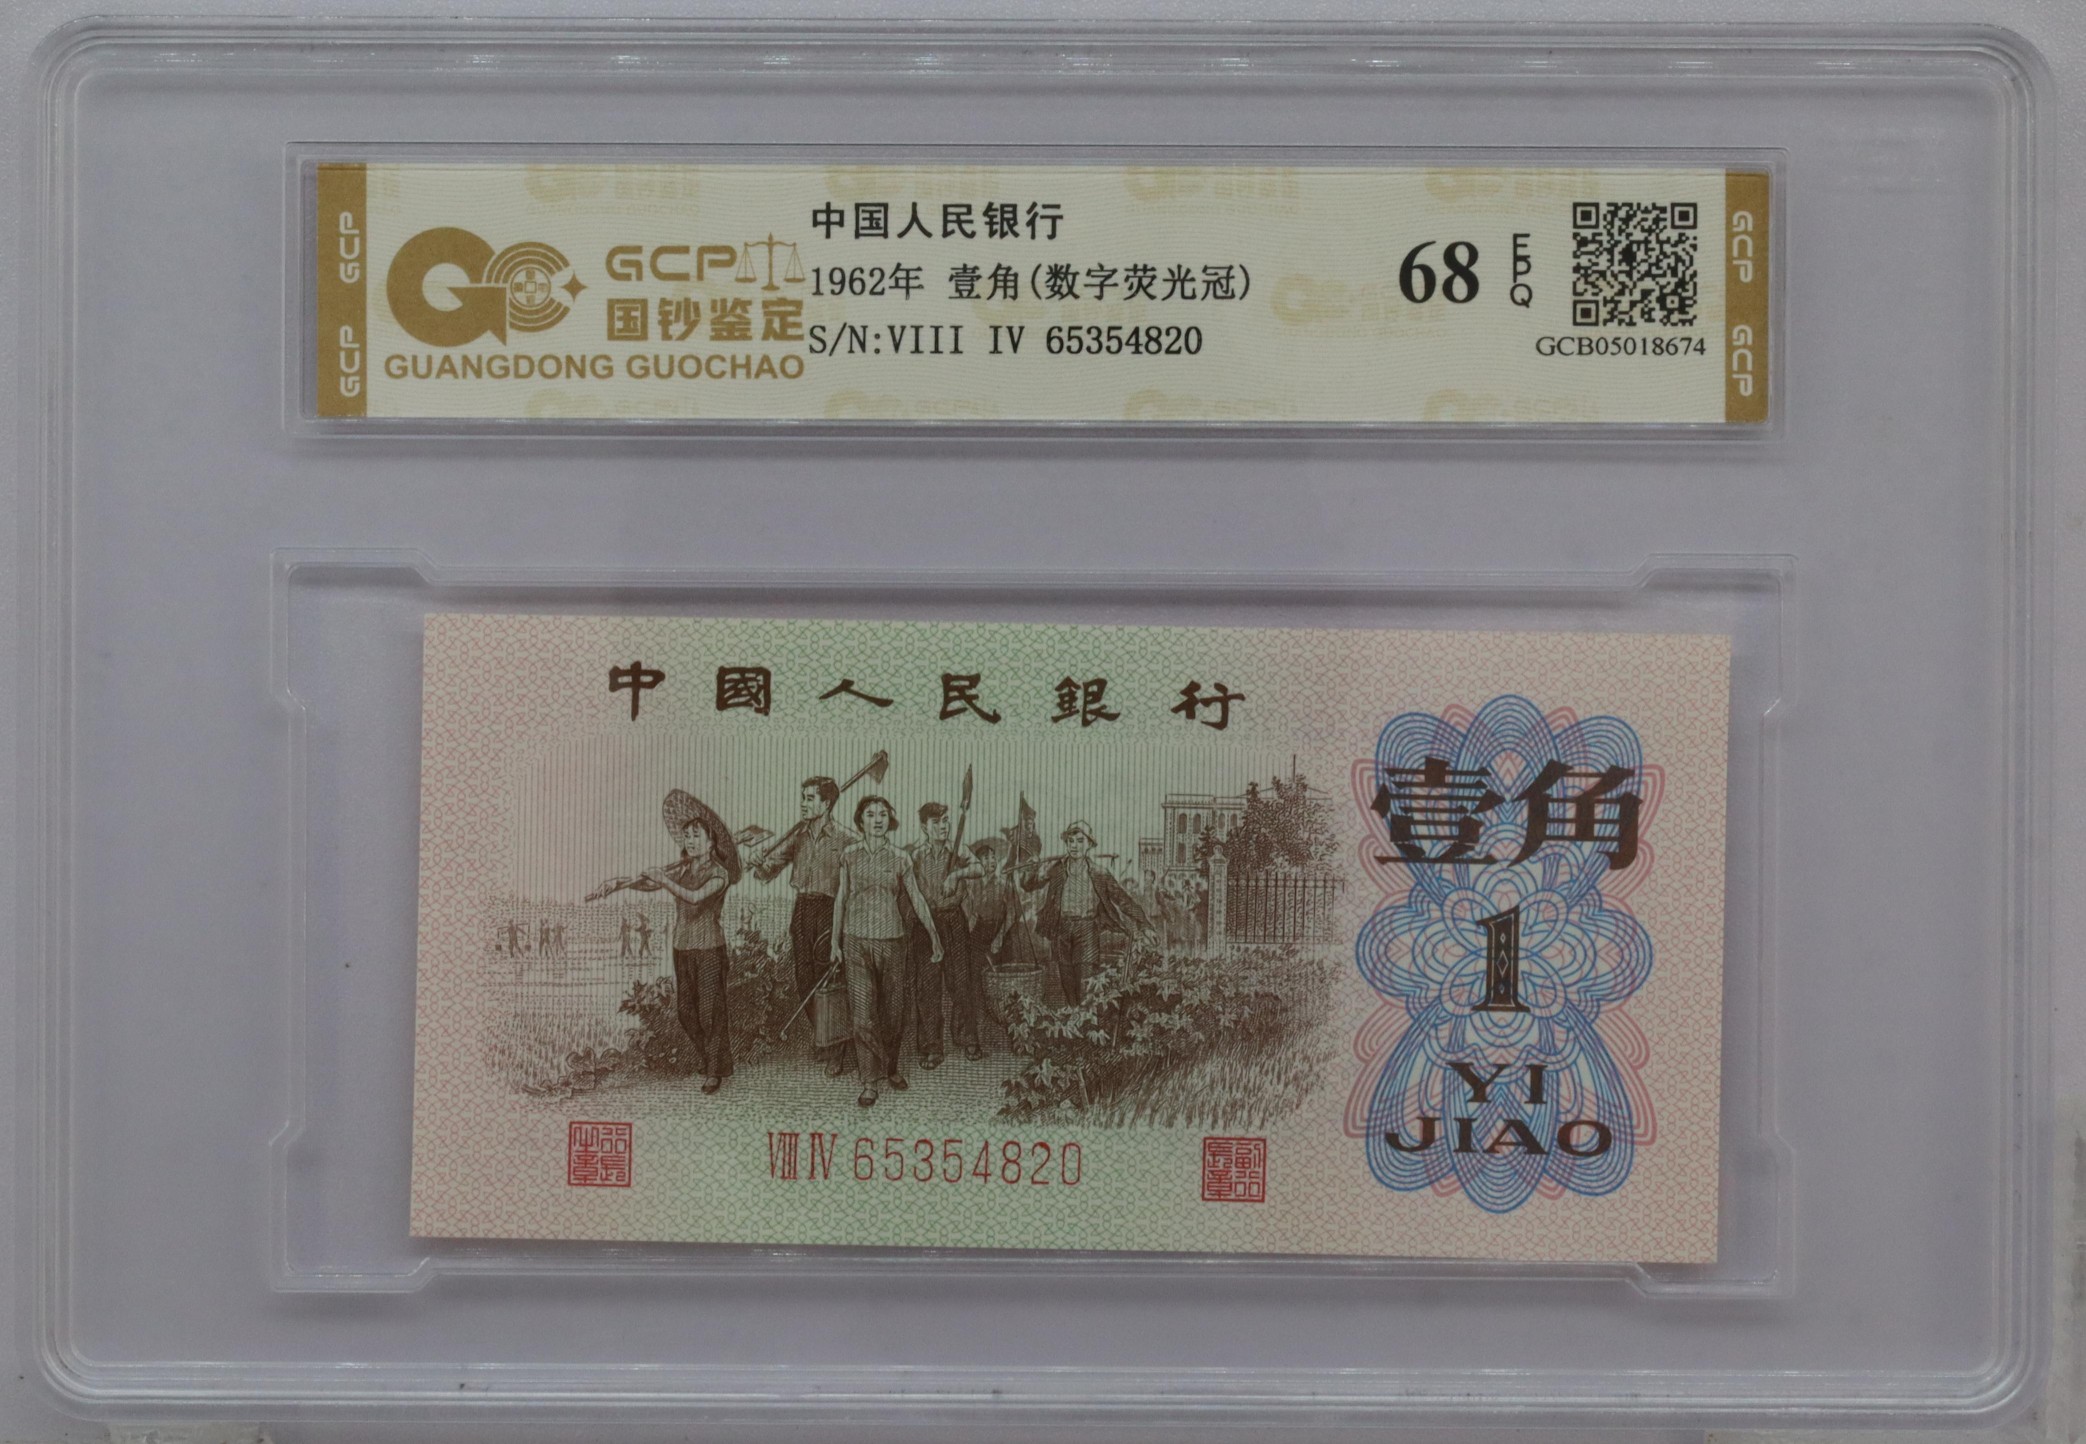 GCP
GCP
GC
GCP
国钞鉴定
GUANGDONG GUOCHAO
中国人民银行
1962年 壹角(数字荧光冠)
S/N:VIII IV 65354820
68
EPQ
GCB05018674
GCP
GCP
中國人民銀行
壹角
1
YI
JIAO
VIII IV 65354820